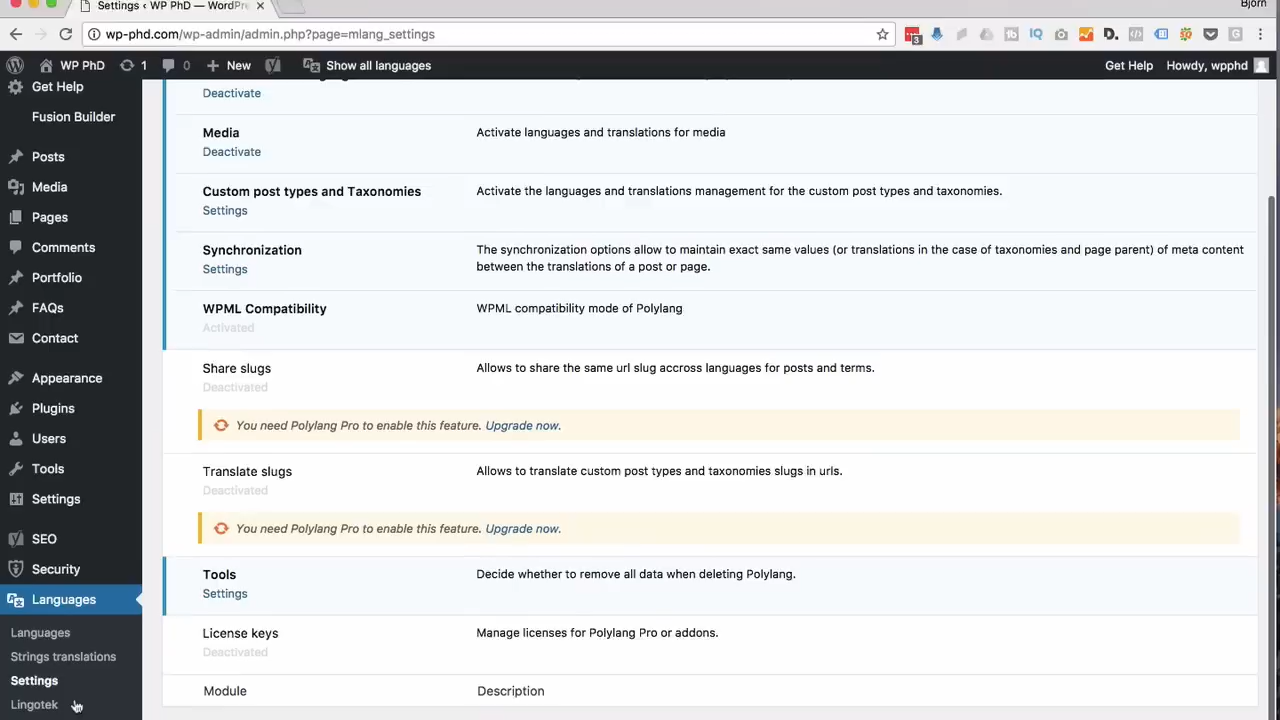 Settings ‹ WP PhD — WordPre
Bjorn
wp-phd.com/wp-admin/admin.php?page=mlang_settings
WP PhD
1
0
New
Show all languages
Get Help
Howdy, wpphd
Get Help
Fusion Builder
Posts
Media
Pages
Comments
Portfolio
FAQs
Contact
Appearance
Plugins
Users
Tools
Settings
SEO
Security
Languages
Languages
Strings translations
Settings
Lingotek
Deactivate
Media
Activate languages and translations for media
Deactivate
Custom post types and Taxonomies
Activate the languages and translations management for the custom post types and taxonomies.
Settings
Synchronization
The synchronization options allow to maintain exact same values (or translations in the case of taxonomies and page parent) of meta content
between the translations of a post or page.
Settings
WPML Compatibility
WPML compatibility mode of Polylang
Activated
Share slugs
Allows to share the same url slug accross languages for posts and terms.
Deactivated
You need Polylang Pro to enable this feature. Upgrade now.
Translate slugs
Allows to translate custom post types and taxonomies slugs in urls.
Deactivated
You need Polylang Pro to enable this feature. Upgrade now.
Tools
Decide whether to remove all data when deleting Polylang.
Settings
License keys
Manage licenses for Polylang Pro or addons.
Deactivated
Module
Description